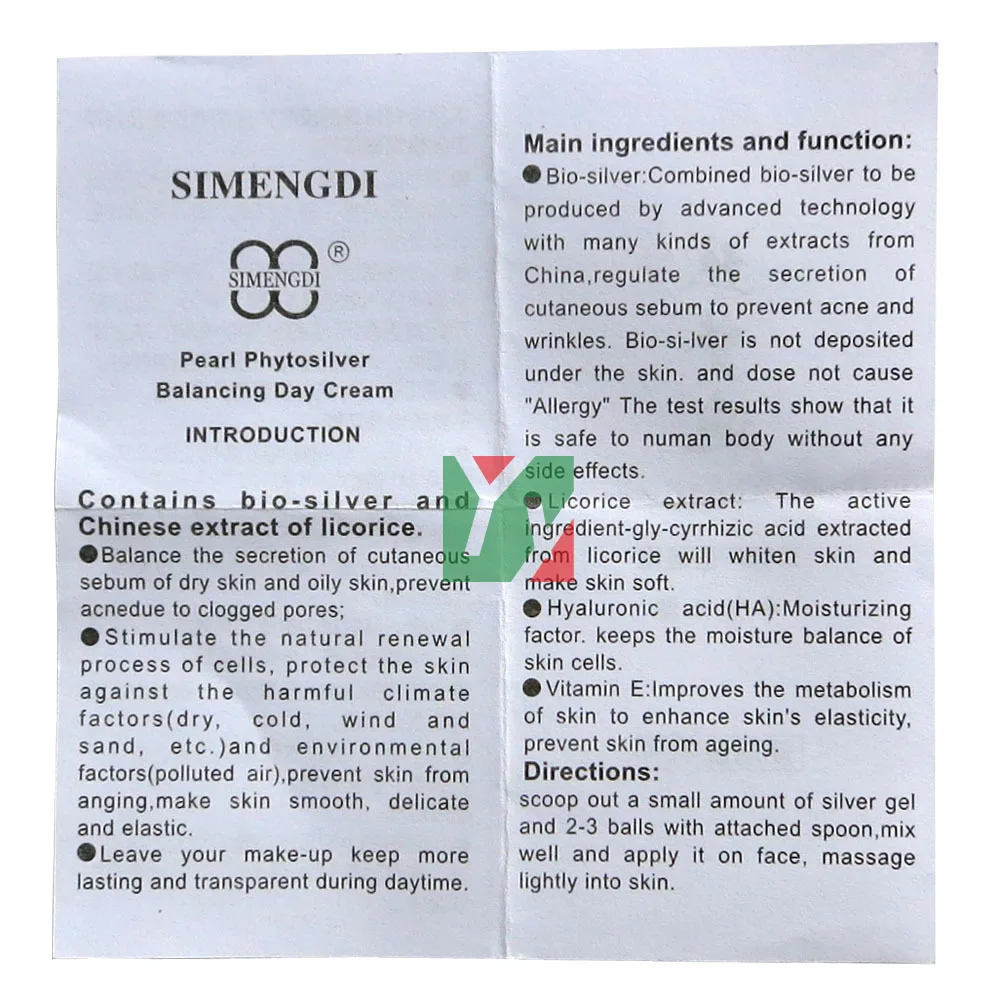 SIMENGDI
SIMENGDI ®
Pearl Phytosilver
Balancing Day Cream
INTRODUCTION
Contains bio-silver and
Chinese extract of licorice.
●Balance the secretion of cutaneous
sebum of dry skin and oily skin,prevent
acnedue to clogged pores;
●Stimulate the natural renewal
process of cells, protect the skin
against the harmful climate
factors(dry, cold, wind and
sand, etc.)and environmental
factors(polluted air),prevent skin from
anging,make skin smooth, delicate
and elastic.
●Leave your make-up keep more
lasting and transparent during daytime.
Main ingredients and function:
●Bio-silver:Combined bio-silver to be
produced by advanced technology
with many kinds of extracts from
China,regulate the secretion of
cutaneous sebum to prevent acne and
wrinkles. Bio-si-lver is not deposited
under the skin. and dose not cause
"Allergy" The test results show that it
is safe to numan body without any
side effects.
●Licorice extract: The active
ingredient-gly-cyrrhizic acid extracted
from licorice will whiten skin and
make skin soft.
●Hyaluronic acid(HA):Moisturizing
factor. keeps the moisture balance of
skin cells.
●Vitamin E:Improves the metabolism
of skin to enhance skin's elasticity,
prevent skin from ageing.
Directions:
scoop out a small amount of silver gel
and 2-3 balls with attached spoon,mix
well and apply it on face, massage
lightly into skin.